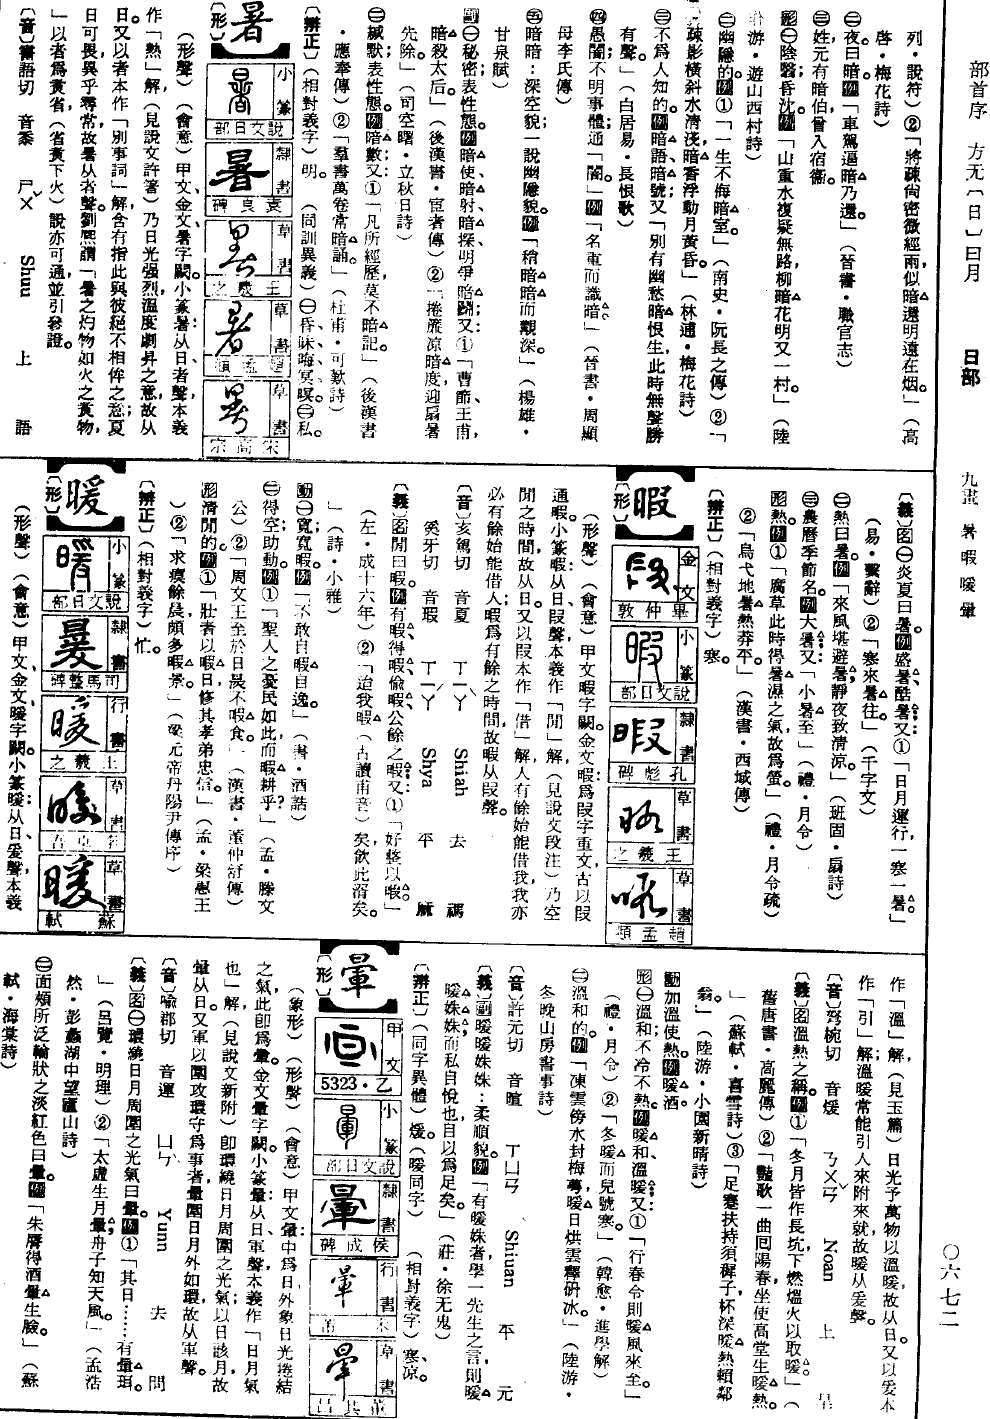 部首序 方无〔日〕曰月 日部 九畫 暑暇暖暈 〇六七二
列・說符)②「將疎尙密微經雨,似暗還明遠在烟。」(高
啓・梅花詩)
㊁夜曰暗。例「車駕逼暗乃還。」(晉書・職官志)
㊂姓,元有暗伯,曾入宿衞。
形㊀陰翳昏沈。例「山重水複疑無路,柳暗花明又一村。」(陸
游・遊山西村詩)
㊁幽隱的。例①「一生不侮暗室。」(南史・阮長之傳)②「
疎影橫斜水清淺,暗香浮動月黃昏。」(林逋・梅花詩)
㊂不爲人知的。例暗語、暗號;又「別有幽愁暗恨生,此時無聲勝
有聲。」(白居易・長恨歌)
㊃愚闇;不明事體;通「闇」。例「名重而識暗。」(晉書・周顗
母李氏傳)
㊄暗暗:深空貌;一說幽隱貌。例「稍暗暗而覯深。」(楊雄・
甘泉賦)
副㊀秘密;表性態。例暗使、暗射、暗探、明爭暗鬭;又①「曹節、王甫
暗殺太后。」(後漢書・宦者傳)②「捲簾凉暗度,迎扇暑
先除。」(司空曙・立秋日詩)
㊁緘默;表性態。例暗數;又①「凡所經歷,莫不暗記。」(後漢書
・應奉傳)②「羣書萬卷常暗誦。」(杜甫・可歎詩)
〔辨正〕(相對義字)明。 (同訓異義)㊀昏、昧、晦、冥、暝。㊁私。
暑
〔形〕
小篆 說文日部
隸書 袁良碑
草書 王羲之
草書 趙孟頫
草書 宋高宗
(形聲)(會意)甲文、金文暑字闕。小篆暑:从日、者聲,本義
作「熱」解(見說文許箸)乃日光强烈溫度劇昇之意,故从
日。又以者本作「別事詞」解,含有指此與彼絕不相侔之意;夏
日可畏異乎尋常,故暑从者聲。劉熙謂「暑之灼物如火之煑物,
」以者爲煑省,(省煑下火)說亦可通,並引參證。
〔音〕書語切 音黍 ㄕㄨˇ Shuu 上 語
〔義〕名㊀炎夏曰暑。例盛暑、酷暑;又①「日月運行,一寒一暑。」
(易・繫辭)②「寒來暑往。」(千字文)
㊁熱曰暑。例「來風堪避暑,靜夜致清涼。」(班固・扇詩)
㊂農曆季節名。例大暑;又「小暑至。」(禮・月令)
形熱。例①「腐草此時得暑濕之氣,故爲螢。」(禮・月令疏)
②「烏弋地暑熱莽平。」(漢書・西域傳)
〔辨正〕(相對義字)寒。
暇
〔形〕
金文 畢仲敦
小篆 說文日部
隸書 孔彪碑
草書 王羲之
草書 趙孟頫
(形聲)(會意)甲文暇字闕。金文暇爲叚字重文,古以叚
通暇。小篆暇:从日、叚聲,本義作「閒」解(見說文段注)乃空
閒之時間,故从日。又以叚本作「借」解,人有餘始能借我,我亦
必有餘始能借人;暇爲有餘之時間,故暇从叚聲。
〔音〕亥駕切 音夏 ㄒㄧㄚˋ Shiah 去 禡
奚牙切 音瑕 ㄒㄧㄚˊ Shya 平 麻
〔義〕名閒曰暇。例有暇、得暇、偷暇、公餘之暇;又①「好整以暇。」
(左・成十六年)②「迨我暇(古讀甫音)矣,飲此湑矣。
」(詩・小雅)
動㊀寬;寬暇。例「不敢自暇自逸。」(書・酒誥)
㊁得空;助動。例①「聖人之憂民如此,而暇耕乎?」(孟・滕文
公)②「周文王至於日昃不暇食。」(漢書・董仲舒傳)
形清閒的。例①「壯者以暇日修其孝弟忠信。」(孟・梁惠王
)②「求瘼餘晨,頗多暇景。」(梁元帝丹陽尹傳序)
〔辨正〕(相對義字)忙。
暖
〔形〕
小篆 說文日部
隸書 司馬整碑
行書 王羲之
草書
草書 蘇軾
(形聲)(會意)甲文、金文暖字闕。小篆暖:从日、爰聲,本義
作「溫」解,(見玉篇)日光予萬物以溫暖,故从日。又以爰本
作「引」解;溫暖常能引人來附來就,故暖从爰聲。
〔音〕乃椀切 音煖 ㄋㄨㄢˇ Noan 上 旱
〔義〕名溫熱之稱。例①「冬月皆作長坑,下燃熅火以取暖。」(
舊唐書・高麗傳)②「豔歌一曲囘陽春,坐使高堂生暖熱。
」(蘇軾・喜雪詩)③「足蹇扶持須稚子,杯深暖熱賴鄰
翁。」(陸游・小園新晴詩)
動加溫使熱。例暖酒。
形㊀溫和;不冷不熱。例暖和、溫暖;又①「行春令則暖風來至。」
(禮・月令)②「冬暖而兒號寒。」(韓愈・進學解)
㊁溫和的。例「凍雲傍水封梅萼,暖日烘雲釋硏冰。」(陸游・
冬晚山房書事詩)
〔音〕許元切 音暄 ㄒㄩㄢ Shiuan 平 元
〔義〕副暖暖姝姝:柔順貌。例「有暖姝者,學一先生之言,則暖
暖姝姝而私自悅也,自以爲足矣。」(莊・徐无鬼)
〔辨正〕(同字異體)煖。(暖同字) (相對義字)寒、涼。
暈
〔形〕
甲文 乙・5323
小篆 說文日部
隸書 侯成碑
行書 米芾
草書 董其昌
(象形)(形聲)(會意)甲文暈:中爲日,外象日光捲結
之氣,此卽爲暈。金文暈字闕。小篆暈:从日、軍聲,本義作「日月氣
也」解(見說文新附)卽環繞日月周圍之光氣;以日該月,故
暈从日。又軍以圜攻環守爲事者,暈圜日月外如環,故从軍聲。
〔音〕喩郡切 音運 ㄩㄣˋ Yunn 去 問
〔義〕名㊀環繞日月周圍之光氣曰暈。例①「其日……有暈珥。
」(呂覽・明理)②「太虛生月暈,舟子知天風。」(孟浩
然・彭蠡湖中望廬山詩)
㊁面頰所泛輪狀之淡紅色曰暈。例「朱脣得酒暈生臉。」(蘇
軾・海棠詩)